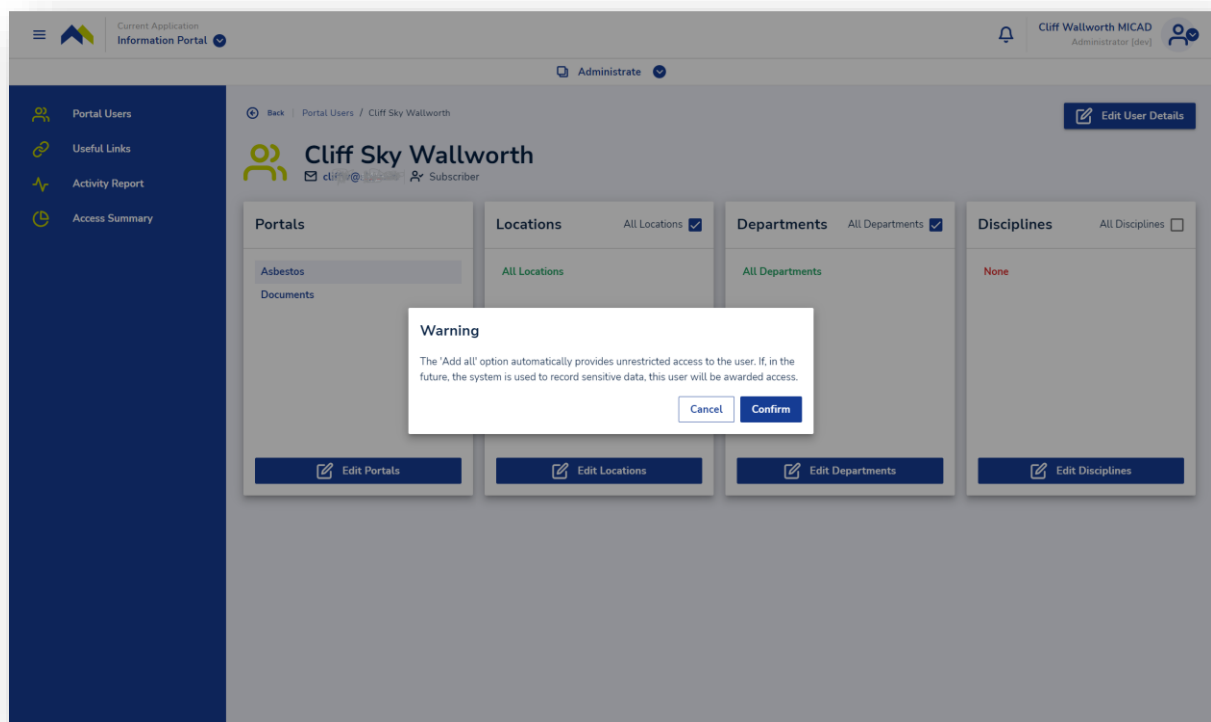 Current Application
Information Portal
Cliff Wallworth MICAD
Administrator [dev]
Administrate
Portal Users
Useful Links
Activity Report
Access Summary
Back | Portal Users / Cliff Sky Wallworth
Edit User Details
Cliff Sky Wallworth
Subscriber
Portals
Asbestos
Documents
Edit Portals
Locations
All Locations
All Locations
Edit Locations
Departments
All Departments
All Departments
Edit Departments
Disciplines
All Disciplines
None
Edit Disciplines
Warning
The 'Add all' option automatically provides unrestricted access to the user. If, in the
future, the system is used to record sensitive data, this user will be awarded access.
Cancel
Confirm